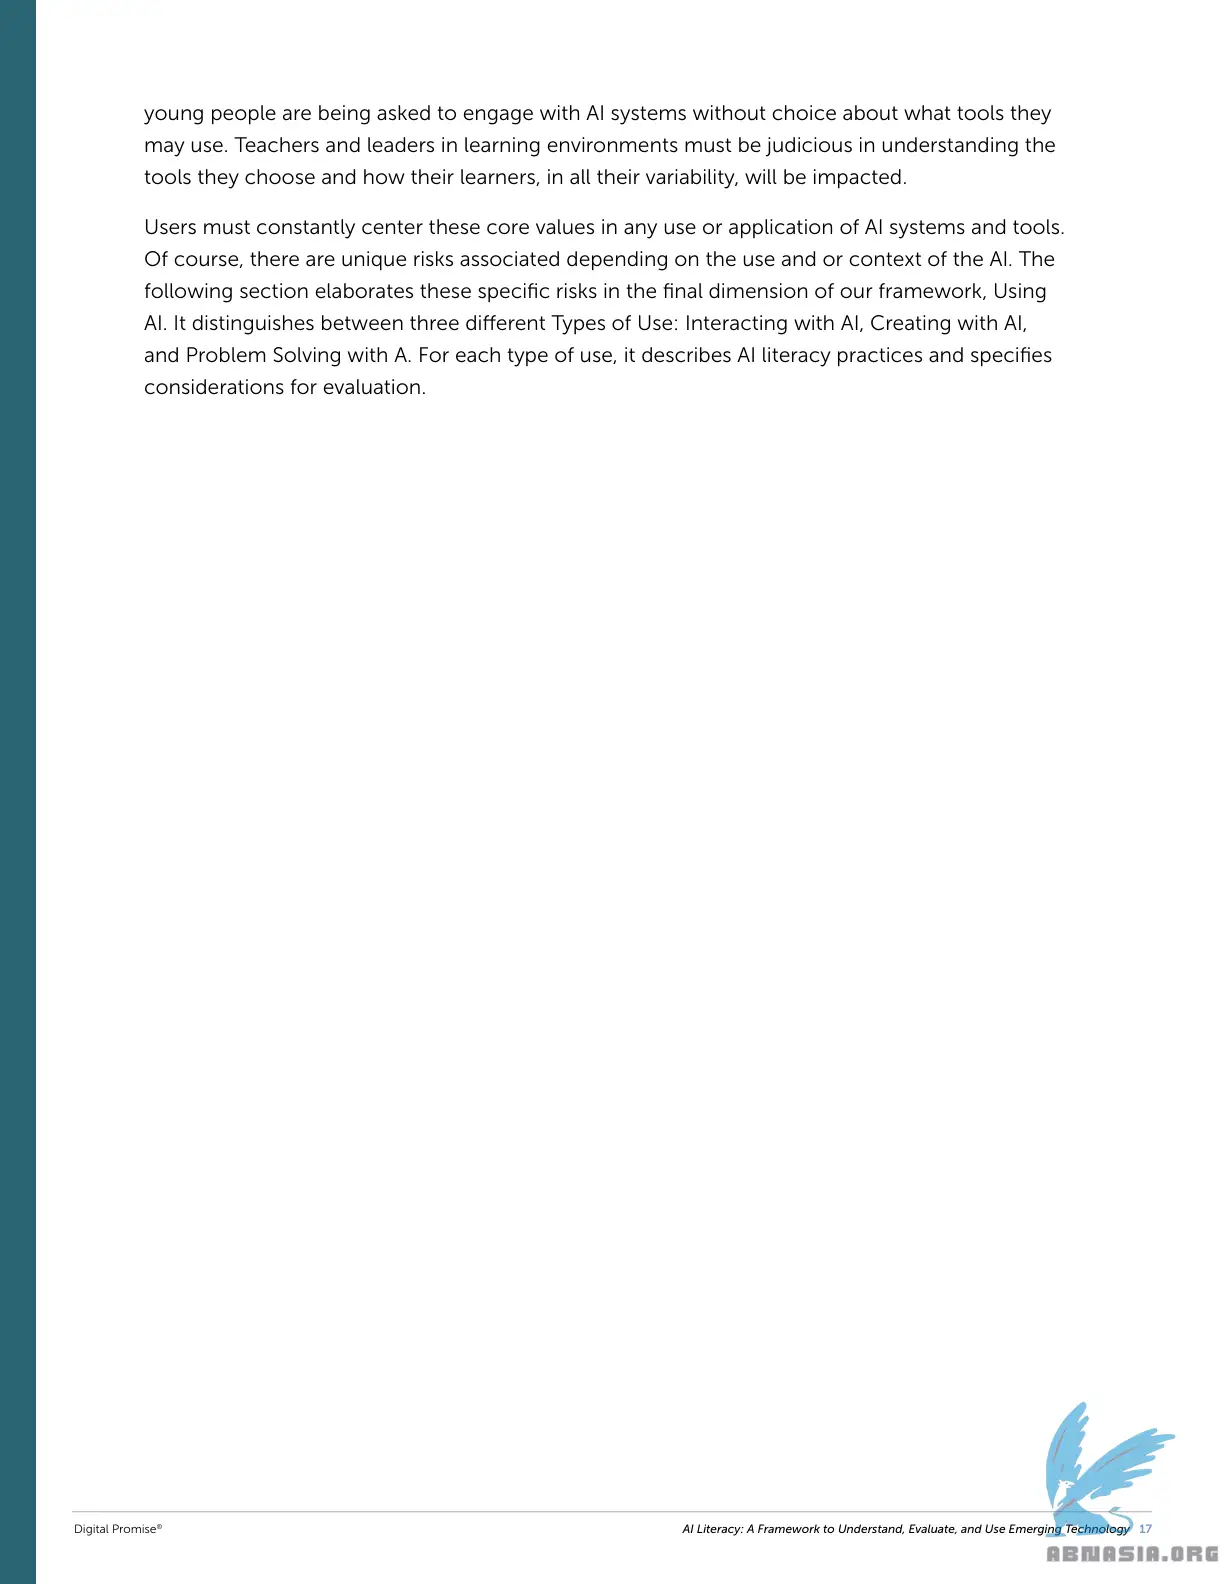 young people are being asked to engage with AI systems without choice about what tools they
may use. Teachers and leaders in learning environments must be judicious in understanding the
tools they choose and how their learners, in all their variability, will be impacted.
Users must constantly center these core values in any use or application of AI systems and tools.
Of course, there are unique risks associated depending on the use and or context of the AI. The
following section elaborates these specific risks in the final dimension of our framework, Using
AI. It distinguishes between three different Types of Use: Interacting with AI, Creating with AI,
and Problem Solving with A. For each type of use, it describes AI literacy practices and specifies
considerations for evaluation.
Digital Promise®
AI Literacy: A Framework to Understand, Evaluate, and Use Emerging Technology 17
ABNASIA.ORG